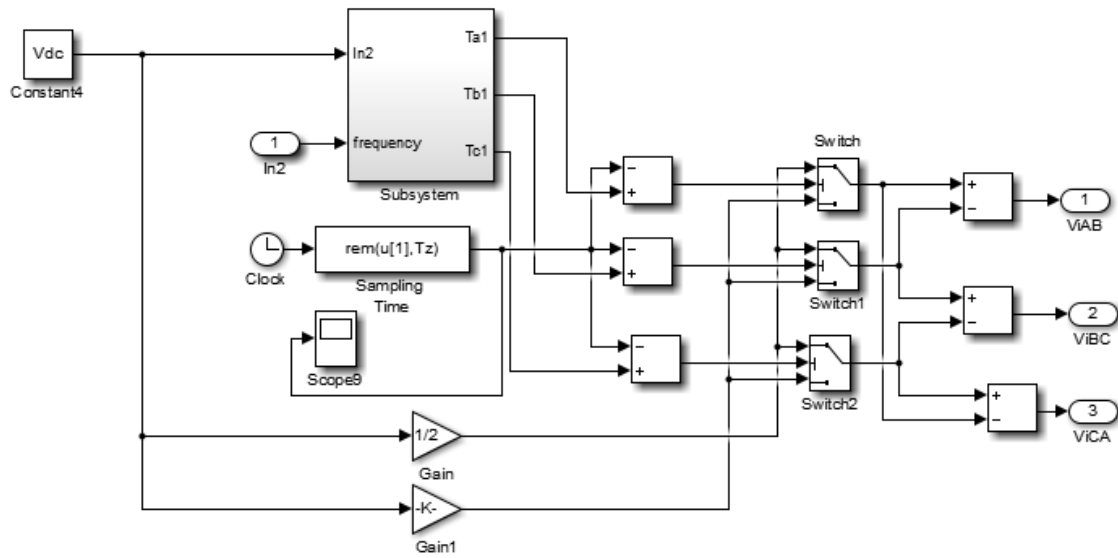 Vdc
Constant4
In2
frequency
Ta1
Tb1
Tc1
Subsystem
1
In2
Clock
rem(u[1],Tz)
Sampling
Time
Scope9
1/2
Gain
-K-
Gain1
−
+
−
+
−
+
Switch
Switch1
Switch2
+
−
1
ViAB
+
−
2
ViBC
+
−
3
ViCA